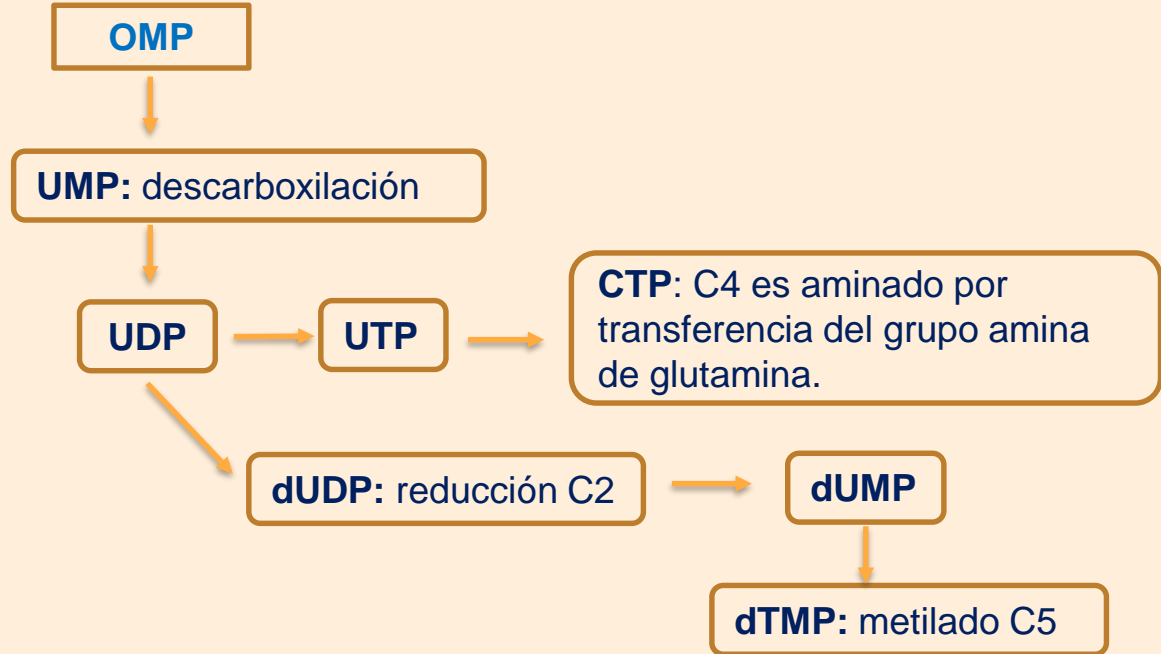 OMP
UMP: descarboxilación
UDP
UTP
CTP: C4 es aminado por
transferencia del grupo amina
de glutamina.
dUDP: reducción C2
dUMP
dTMP: metilado C5